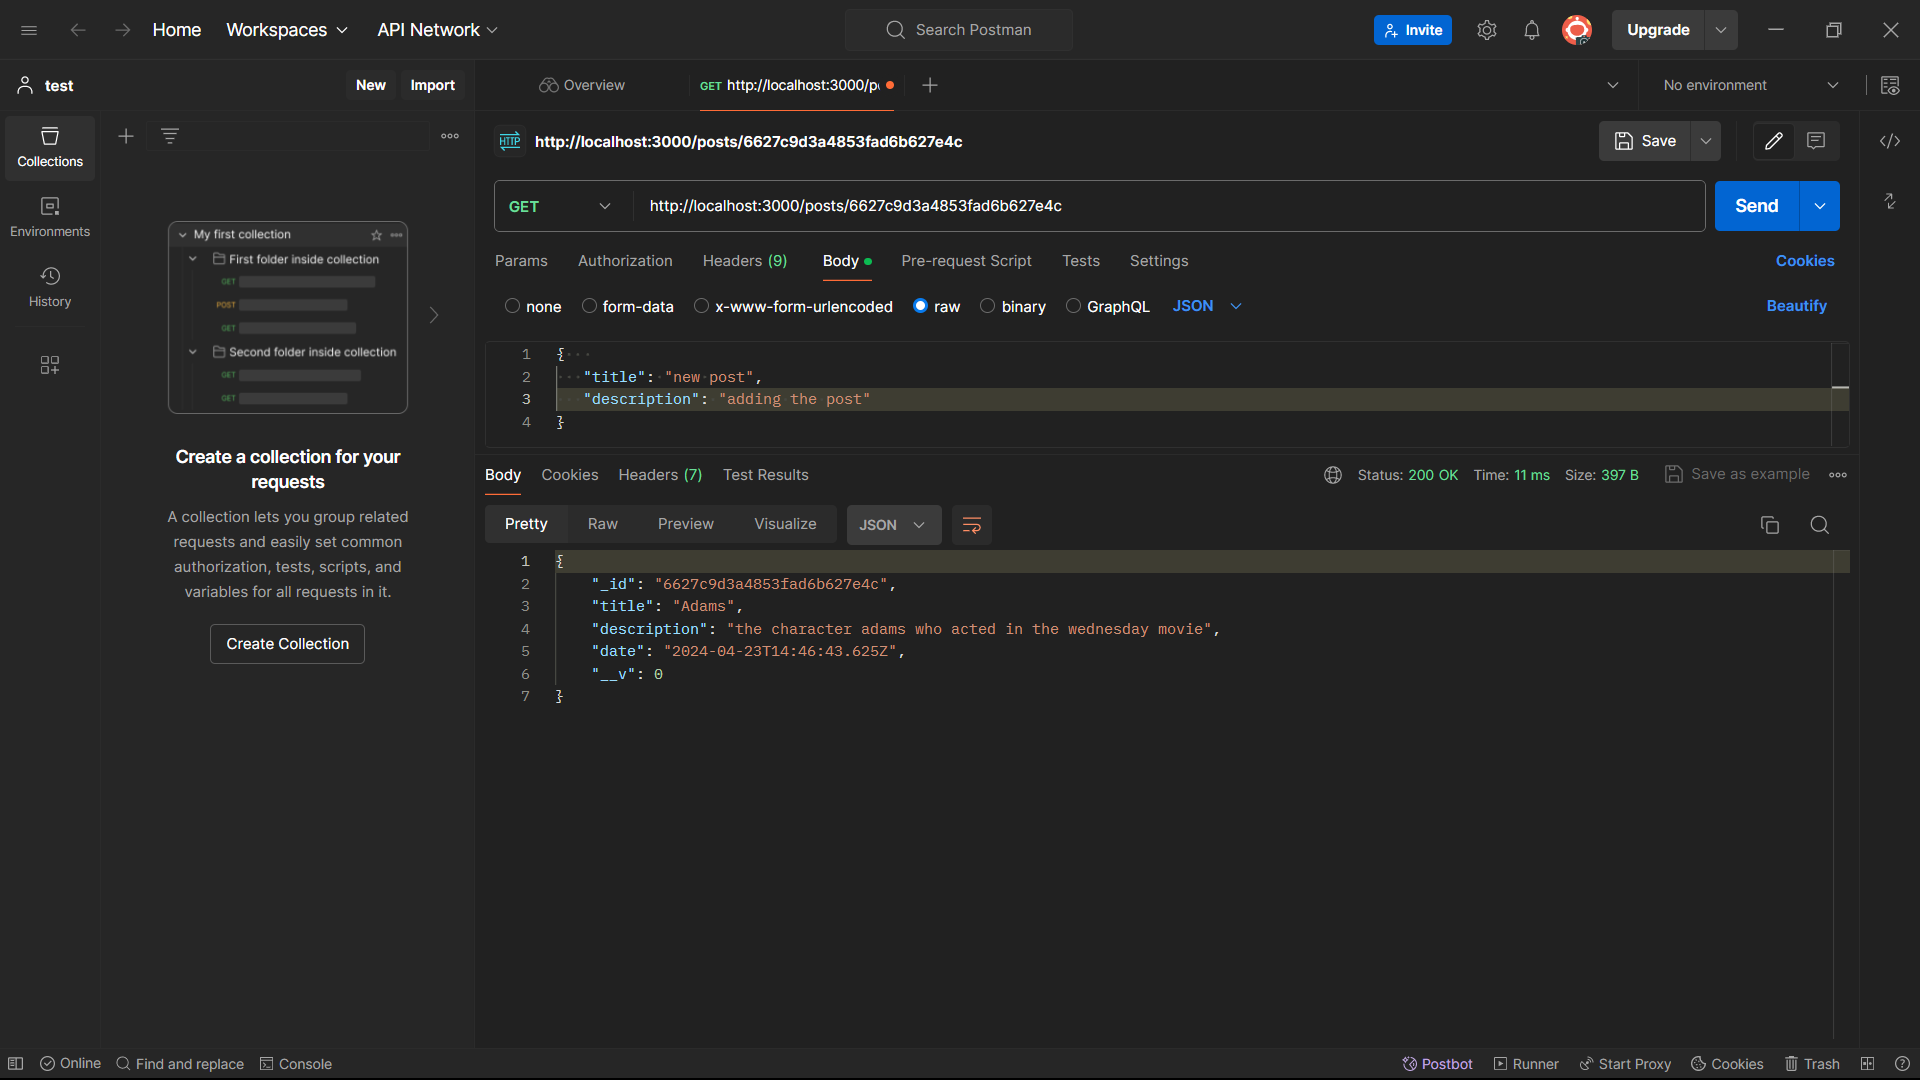 Home
Workspaces
API Network
Search Postman
Invite
Upgrade
test
New
Import
Overview
GET http://localhost:3000/p
No environment
Collections
Environments
History
My first collection
First folder inside collection
GET
POST
GET
Second folder inside collection
GET
GET
Create a collection for your
requests
A collection lets you group related
requests and easily set common
authorization, tests, scripts, and
variables for all requests in it.
Create Collection
HTTP
http://localhost:3000/posts/6627c9d3a4853fad6b627e4c
Save
GET
http://localhost:3000/posts/6627c9d3a4853fad6b627e4c
Send
Params
Authorization
Headers (9)
Body
Pre-request Script
Tests
Settings
Cookies
none
form-data
x-www-form-urlencoded
raw
binary
GraphQL
JSON
Beautify
1 {
2 "title": "new post",
3 "description": "adding the post"
4 }
Body
Cookies
Headers (7)
Test Results
Status: 200 OK
Time: 11 ms
Size: 397 B
Save as example
Pretty
Raw
Preview
Visualize
JSON
1 {
2 "_id": "6627c9d3a4853fad6b627e4c",
3 "title": "Adams",
4 "description": "the character adams who acted in the wednesday movie",
5 "date": "2024-04-23T14:46:43.625Z",
6 "__v": 0
7 }
Online
Find and replace
Console
Postbot
Runner
Start Proxy
Cookies
Trash